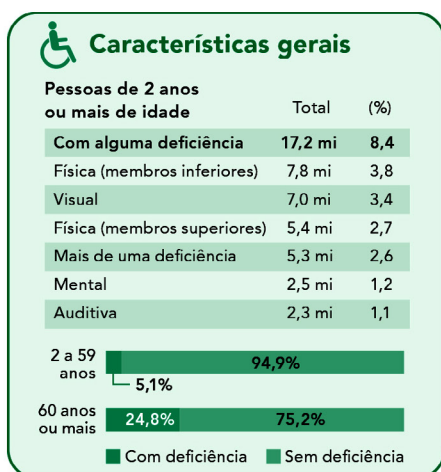 Características gerais
Pessoas de 2 anos
ou mais de idade Total (%)
Com alguma deficiência 17,2 mi 8,4
Física (membros inferiores) 7,8 mi 3,8
Visual 7,0 mi 3,4
Física (membros superiores) 5,4 mi 2,7
Mais de uma deficiência 5,3 mi 2,6
Mental 2,5 mi 1,2
Auditiva 2,3 mi 1,1
2 a 59
anos
94,9%
5,1%
60 anos
ou mais
24,8% 75,2%
Com deficiência Sem deficiência